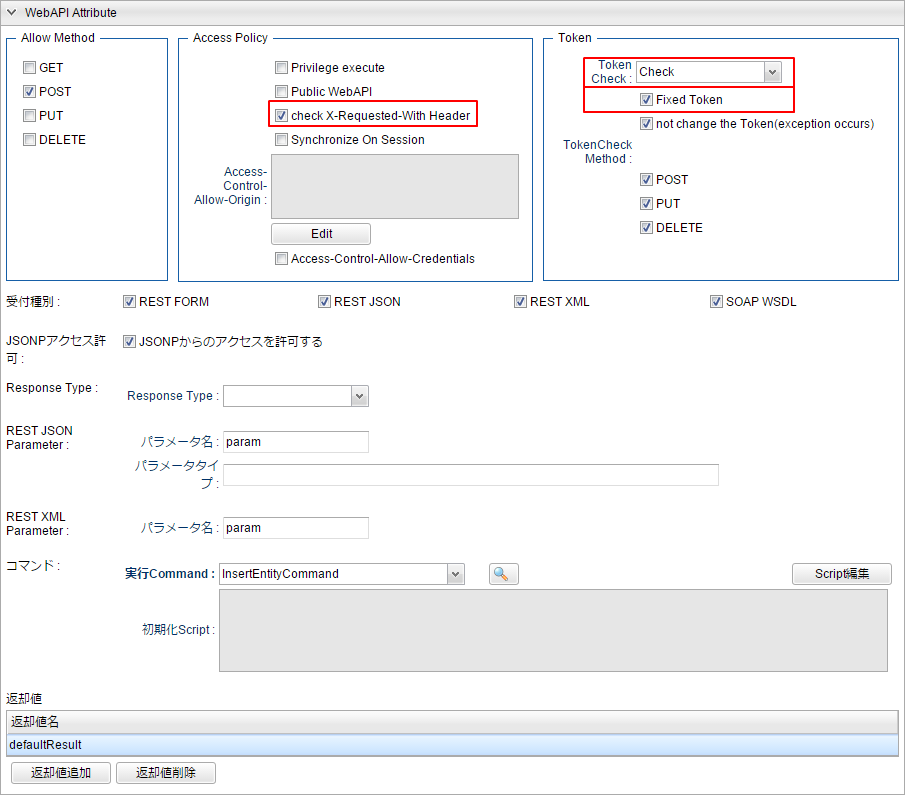 WebAPI Attribute
Allow Method
GET
POST
PUT
DELETE
Access Policy
Privilege execute
Public WebAPI
check X-Requested-With Header
Synchronize On Session
Access-
Control-
Allow-Origin :
Edit
Access-Control-Allow-Credentials
Token
Token
Check :
Check
Fixed Token
not change the Token(exception occurs)
TokenCheck
Method :
POST
PUT
DELETE
受付種別 :
REST FORM
REST JSON
REST XML
SOAP WSDL
JSONPアクセス許
可 :
JSONPからのアクセスを許可する
Response Type :
Response Type :
REST JSON
Parameter :
パラメータ名 :
param
パラメータタイ
プ :
REST XML
Parameter :
パラメータ名 :
param
コマンド :
実行Command :
InsertEntityCommand
Script編集
初期化Script :
返却値
返却値名
defaultResult
返却値追加
返却値削除